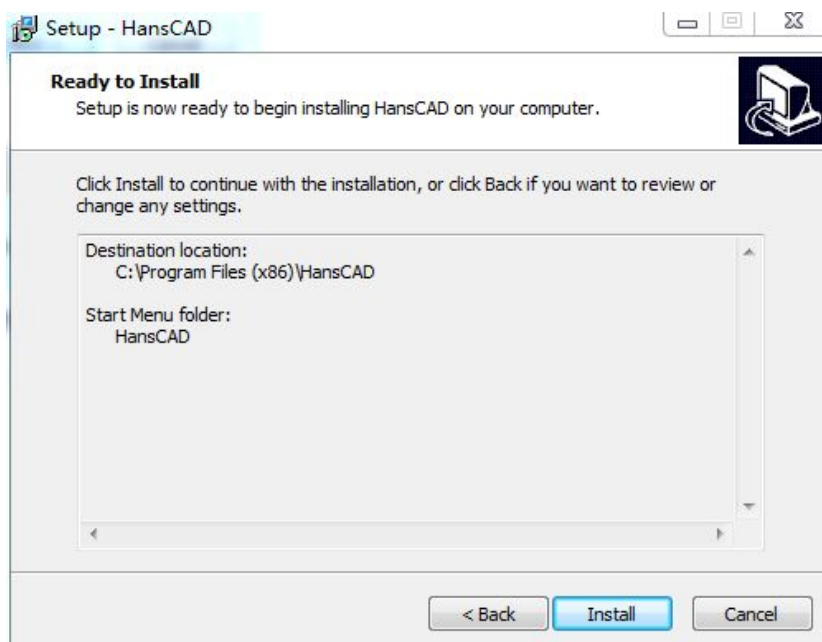 Setup - HansCAD
Ready to Install
Setup is now ready to begin installing HansCAD on your computer.
Click Install to continue with the installation, or click Back if you want to review or
change any settings.
Destination location:
C:\Program Files (x86)\HansCAD
Start Menu folder:
HansCAD
< Back
Install
Cancel